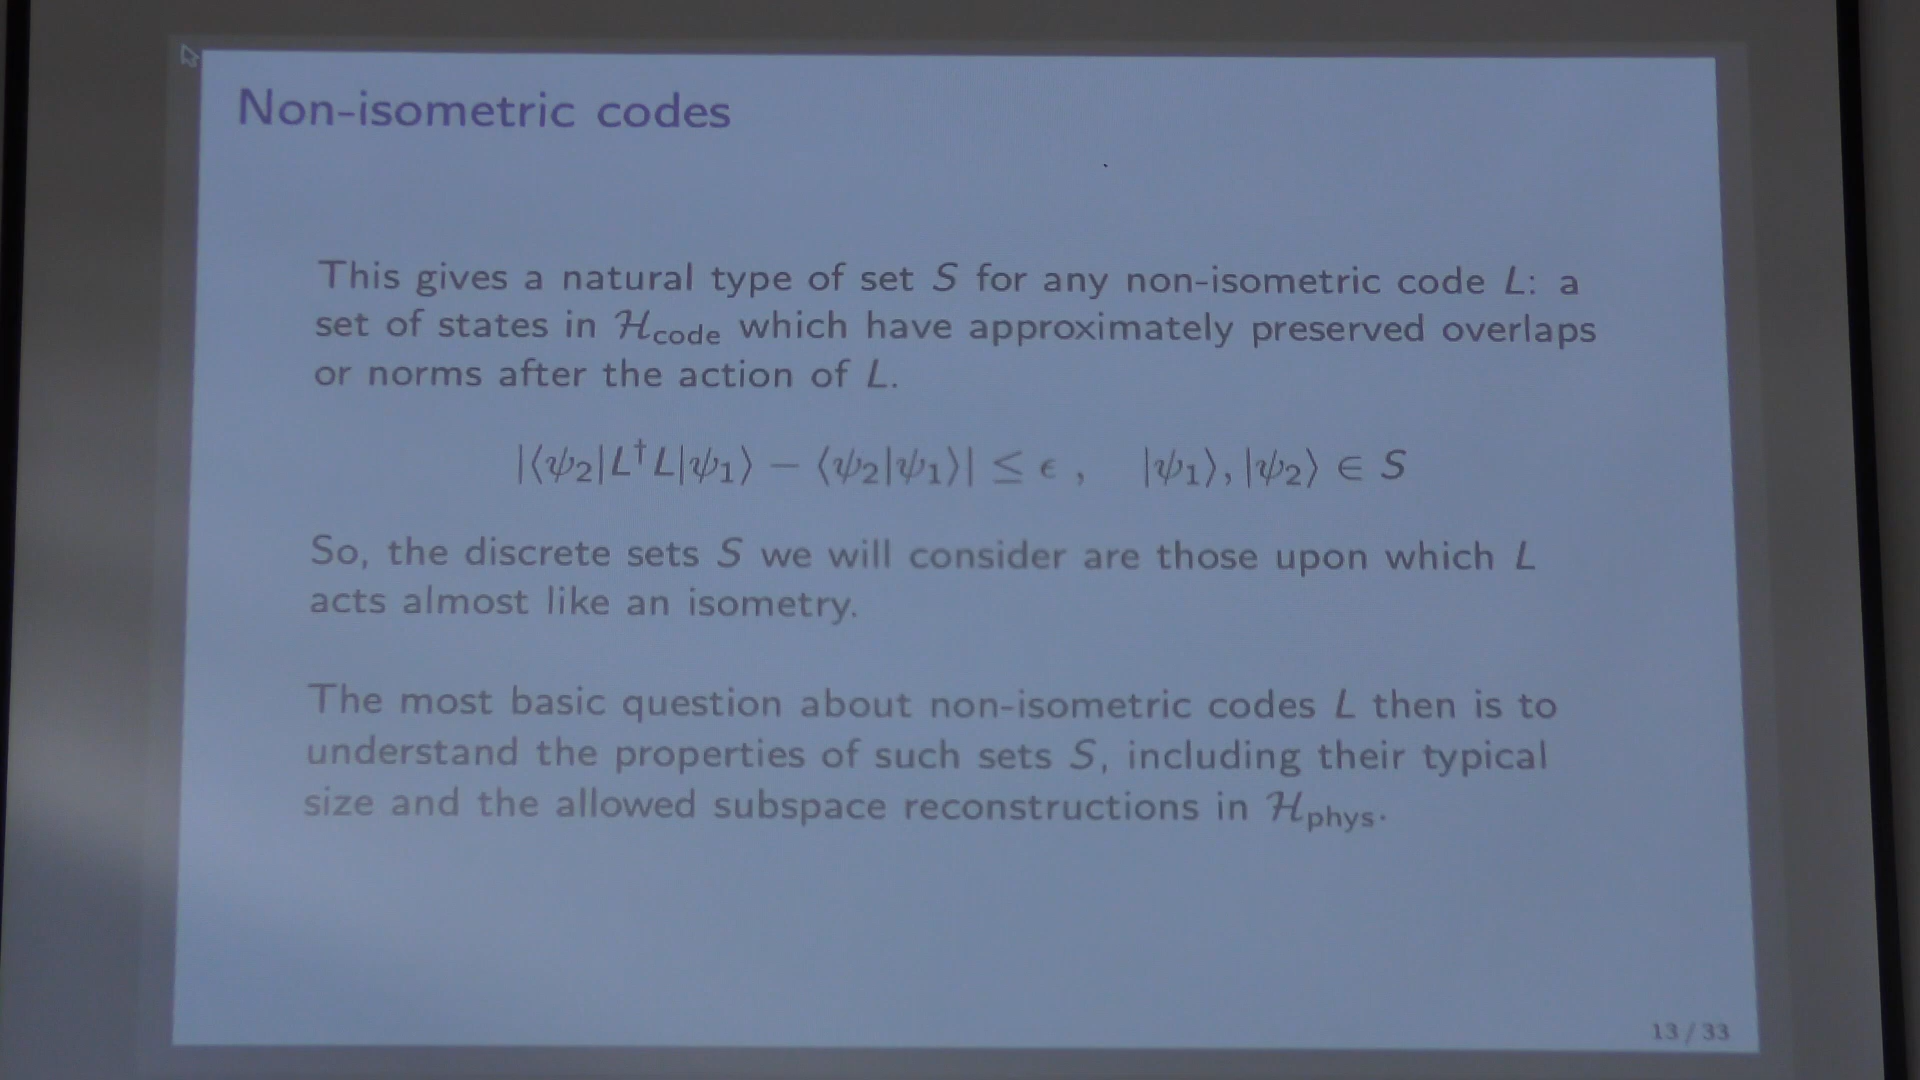 Non-isometric codes
This gives a natural type of set S for any non-isometric code L: a
set of states in ℋcode which have approximately preserved overlaps
or norms after the action of L.
|⟨ψ₂|L†L|ψ₁⟩ − ⟨ψ₂|ψ₁⟩| ≤ ϵ , |ψ₁⟩, |ψ₂⟩ ∈ S
So, the discrete sets S we will consider are those upon which L
acts almost like an isometry.
The most basic question about non-isometric codes L then is to
understand the properties of such sets S, including their typical
size and the allowed subspace reconstructions in ℋphys.
13 / 33